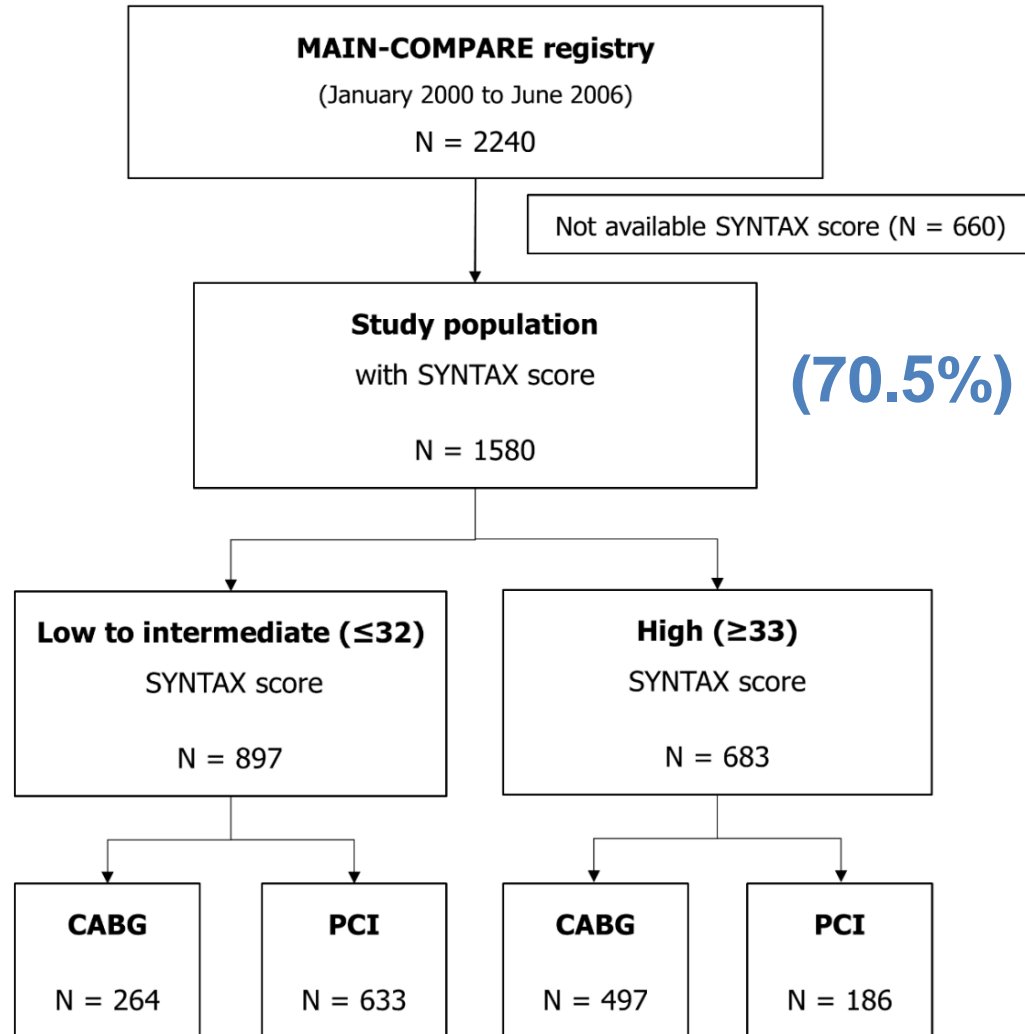 MAIN-COMPARE registry
(January 2000 to June 2006)
N = 2240
Not available SYNTAX score (N = 660)
Study population
with SYNTAX score
N = 1580
(70.5%)
Low to intermediate (≤32)
SYNTAX score
N = 897
High (≥33)
SYNTAX score
N = 683
CABG
N = 264
PCI
N = 633
CABG
N = 497
PCI
N = 186